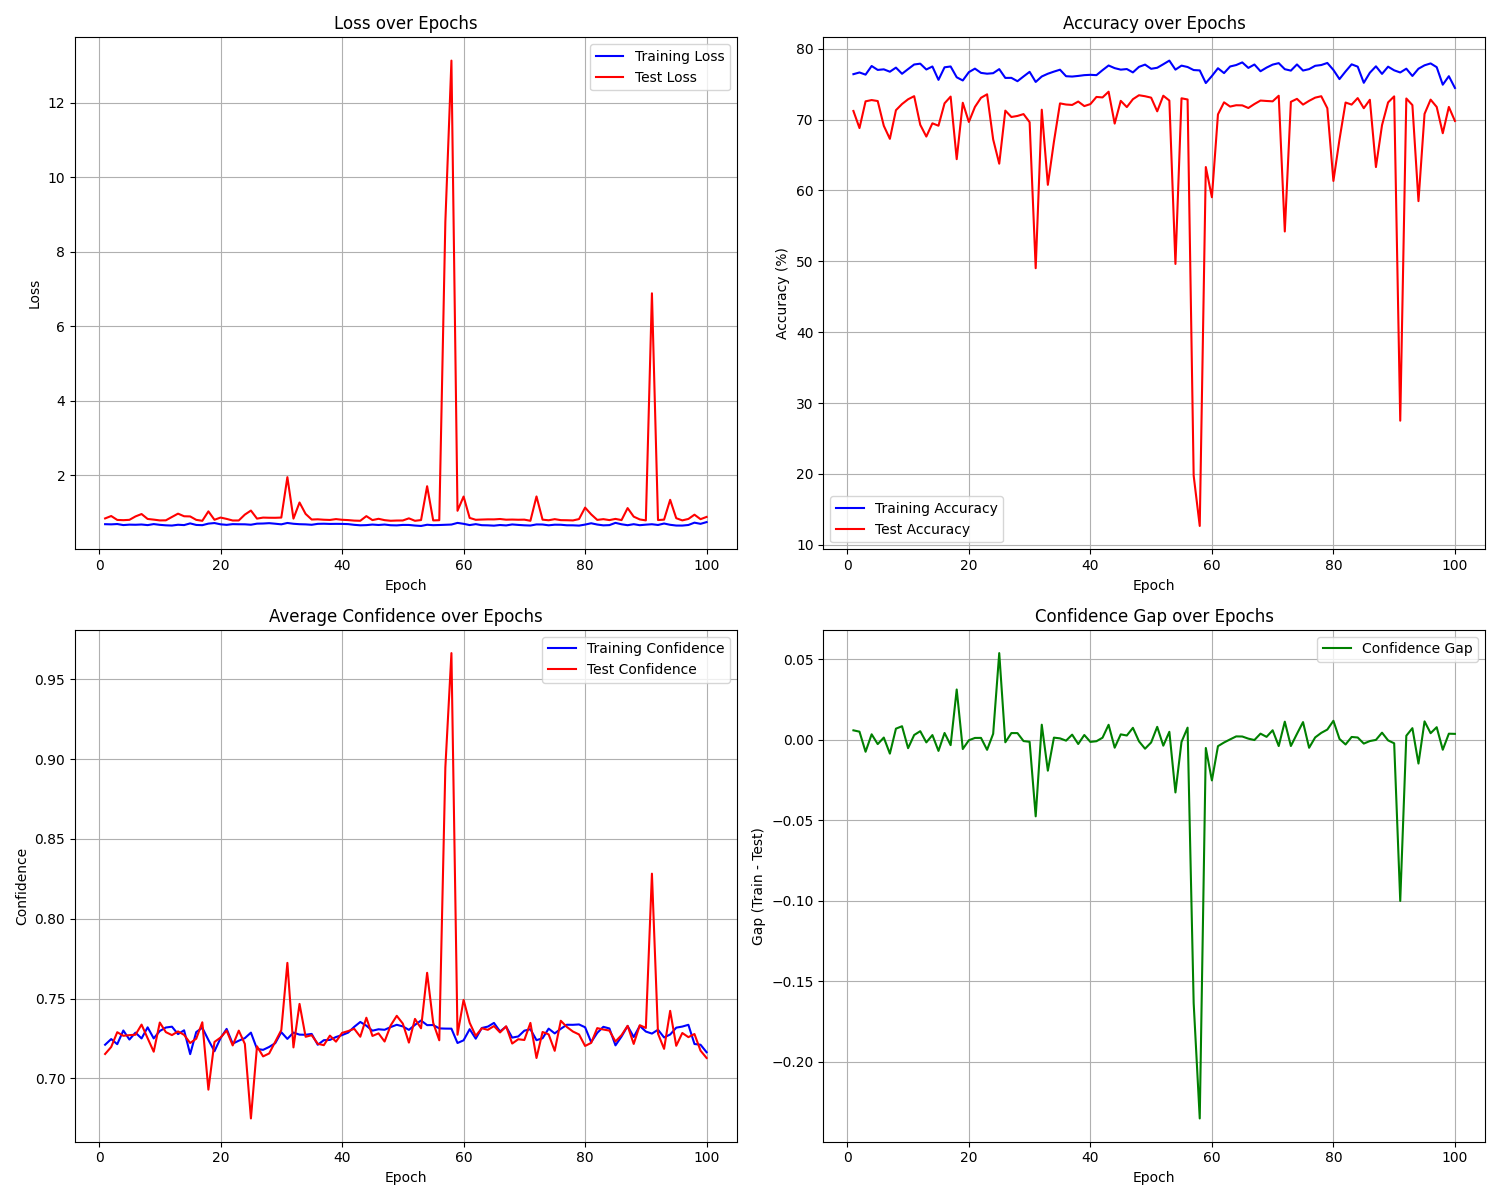 Loss over Epochs
Training Loss
Test Loss
12
10
8
6
4
2
Loss
0 20 40 60 80 100
Epoch
Accuracy over Epochs
80
70
60
50
40
30
20
10
Accuracy (%)
Training Accuracy
Test Accuracy
0 20 40 60 80 100
Epoch
Average Confidence over Epochs
Training Confidence
Test Confidence
0.95
0.90
0.85
0.80
0.75
0.70
Confidence
0 20 40 60 80 100
Epoch
Confidence Gap over Epochs
Confidence Gap
0.05
0.00
−0.05
−0.10
−0.15
−0.20
Gap (Train - Test)
0 20 40 60 80 100
Epoch